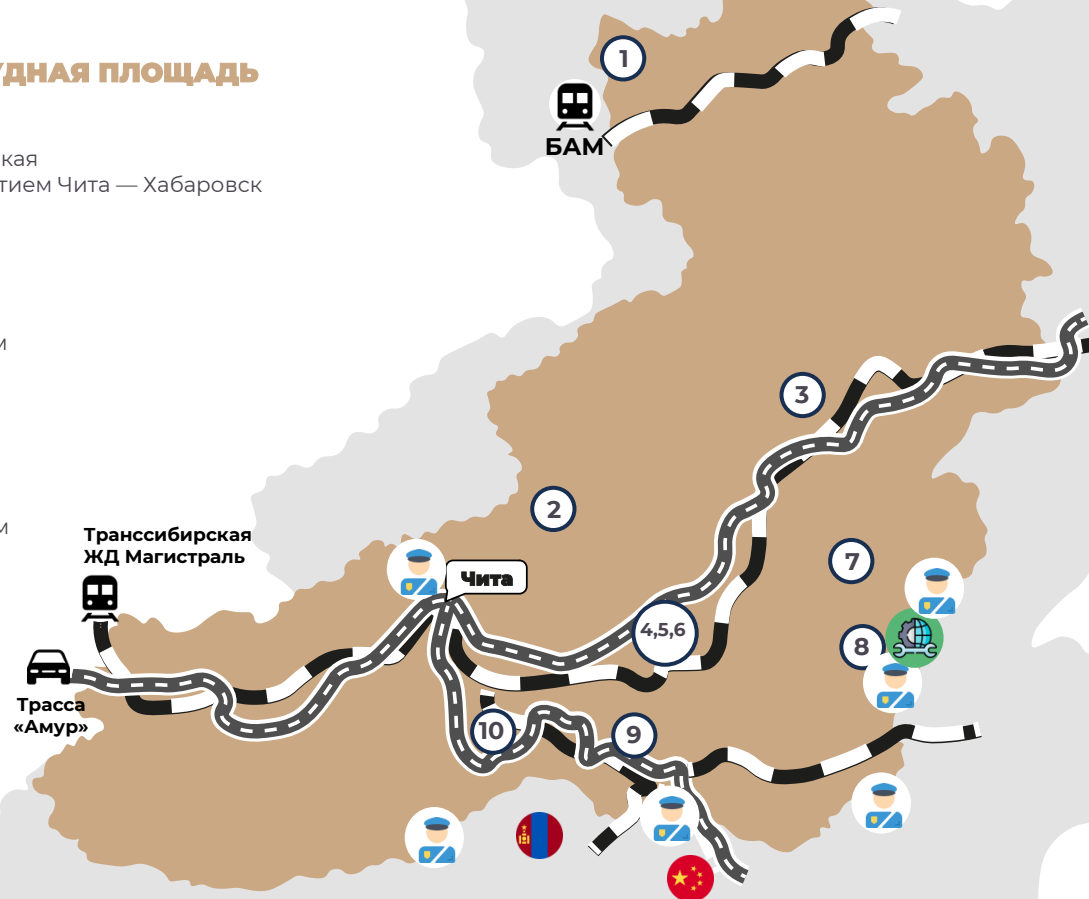 УДНАЯ ПЛОЩАДЬ
кая
тием Чита — Хабаровск
м
м
1
БАМ
3
2
Транссибирская
ЖД Магистраль
Чита
7
4,5,6
8
Трасса
«Амур»
10
9